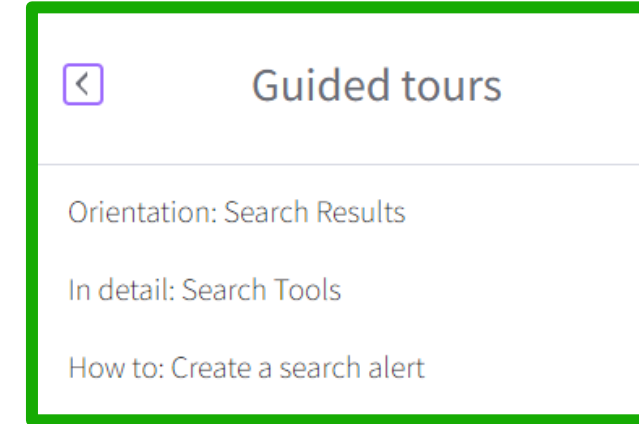 Guided tours
Orientation: Search Results
In detail: Search Tools
How to: Create a search alert